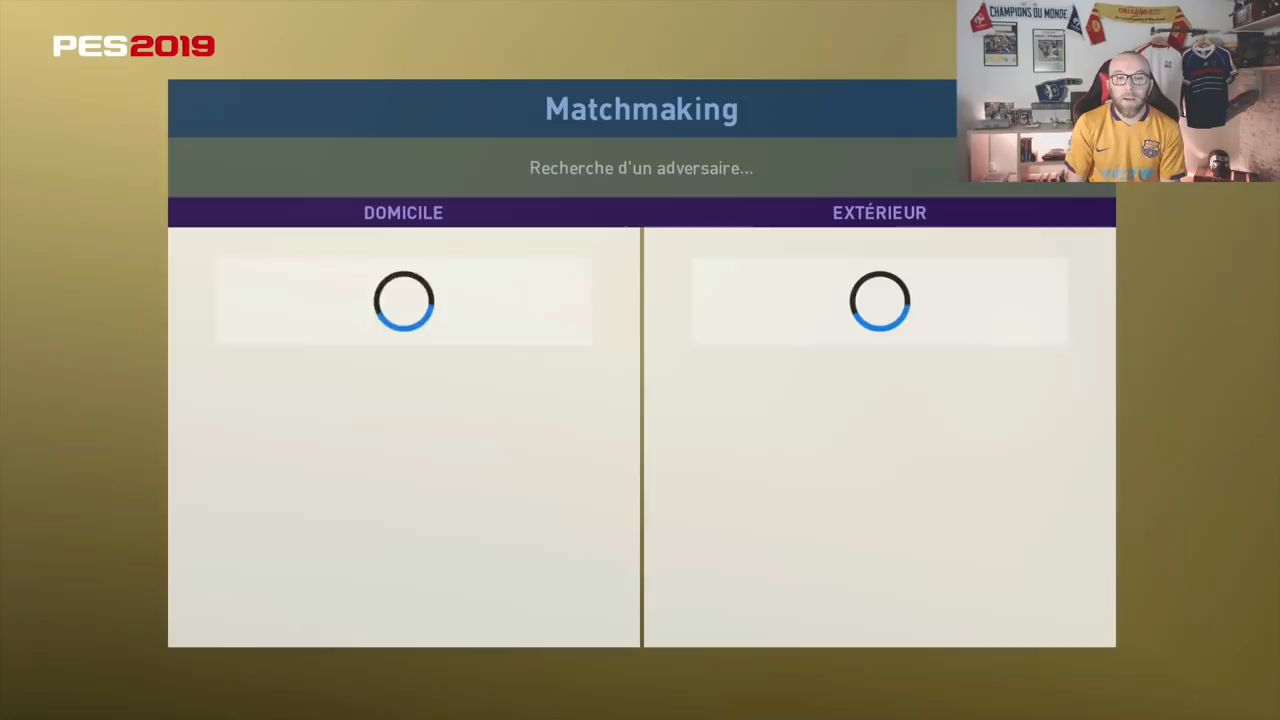 PES2019
CHAMPIONS DU MONDE
Matchmaking
Recherche d'un adversaire...
DOMICILE
EXTÉRIEUR